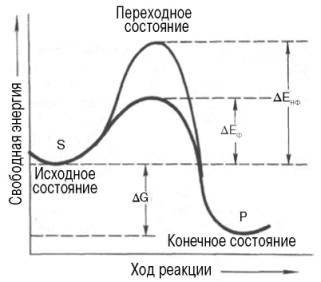 Переходное
состояние
Свободная энергия
ΔEнф
ΔEф
S
Исходное
состояние
ΔG
P
Конечное состояние
Ход реакции